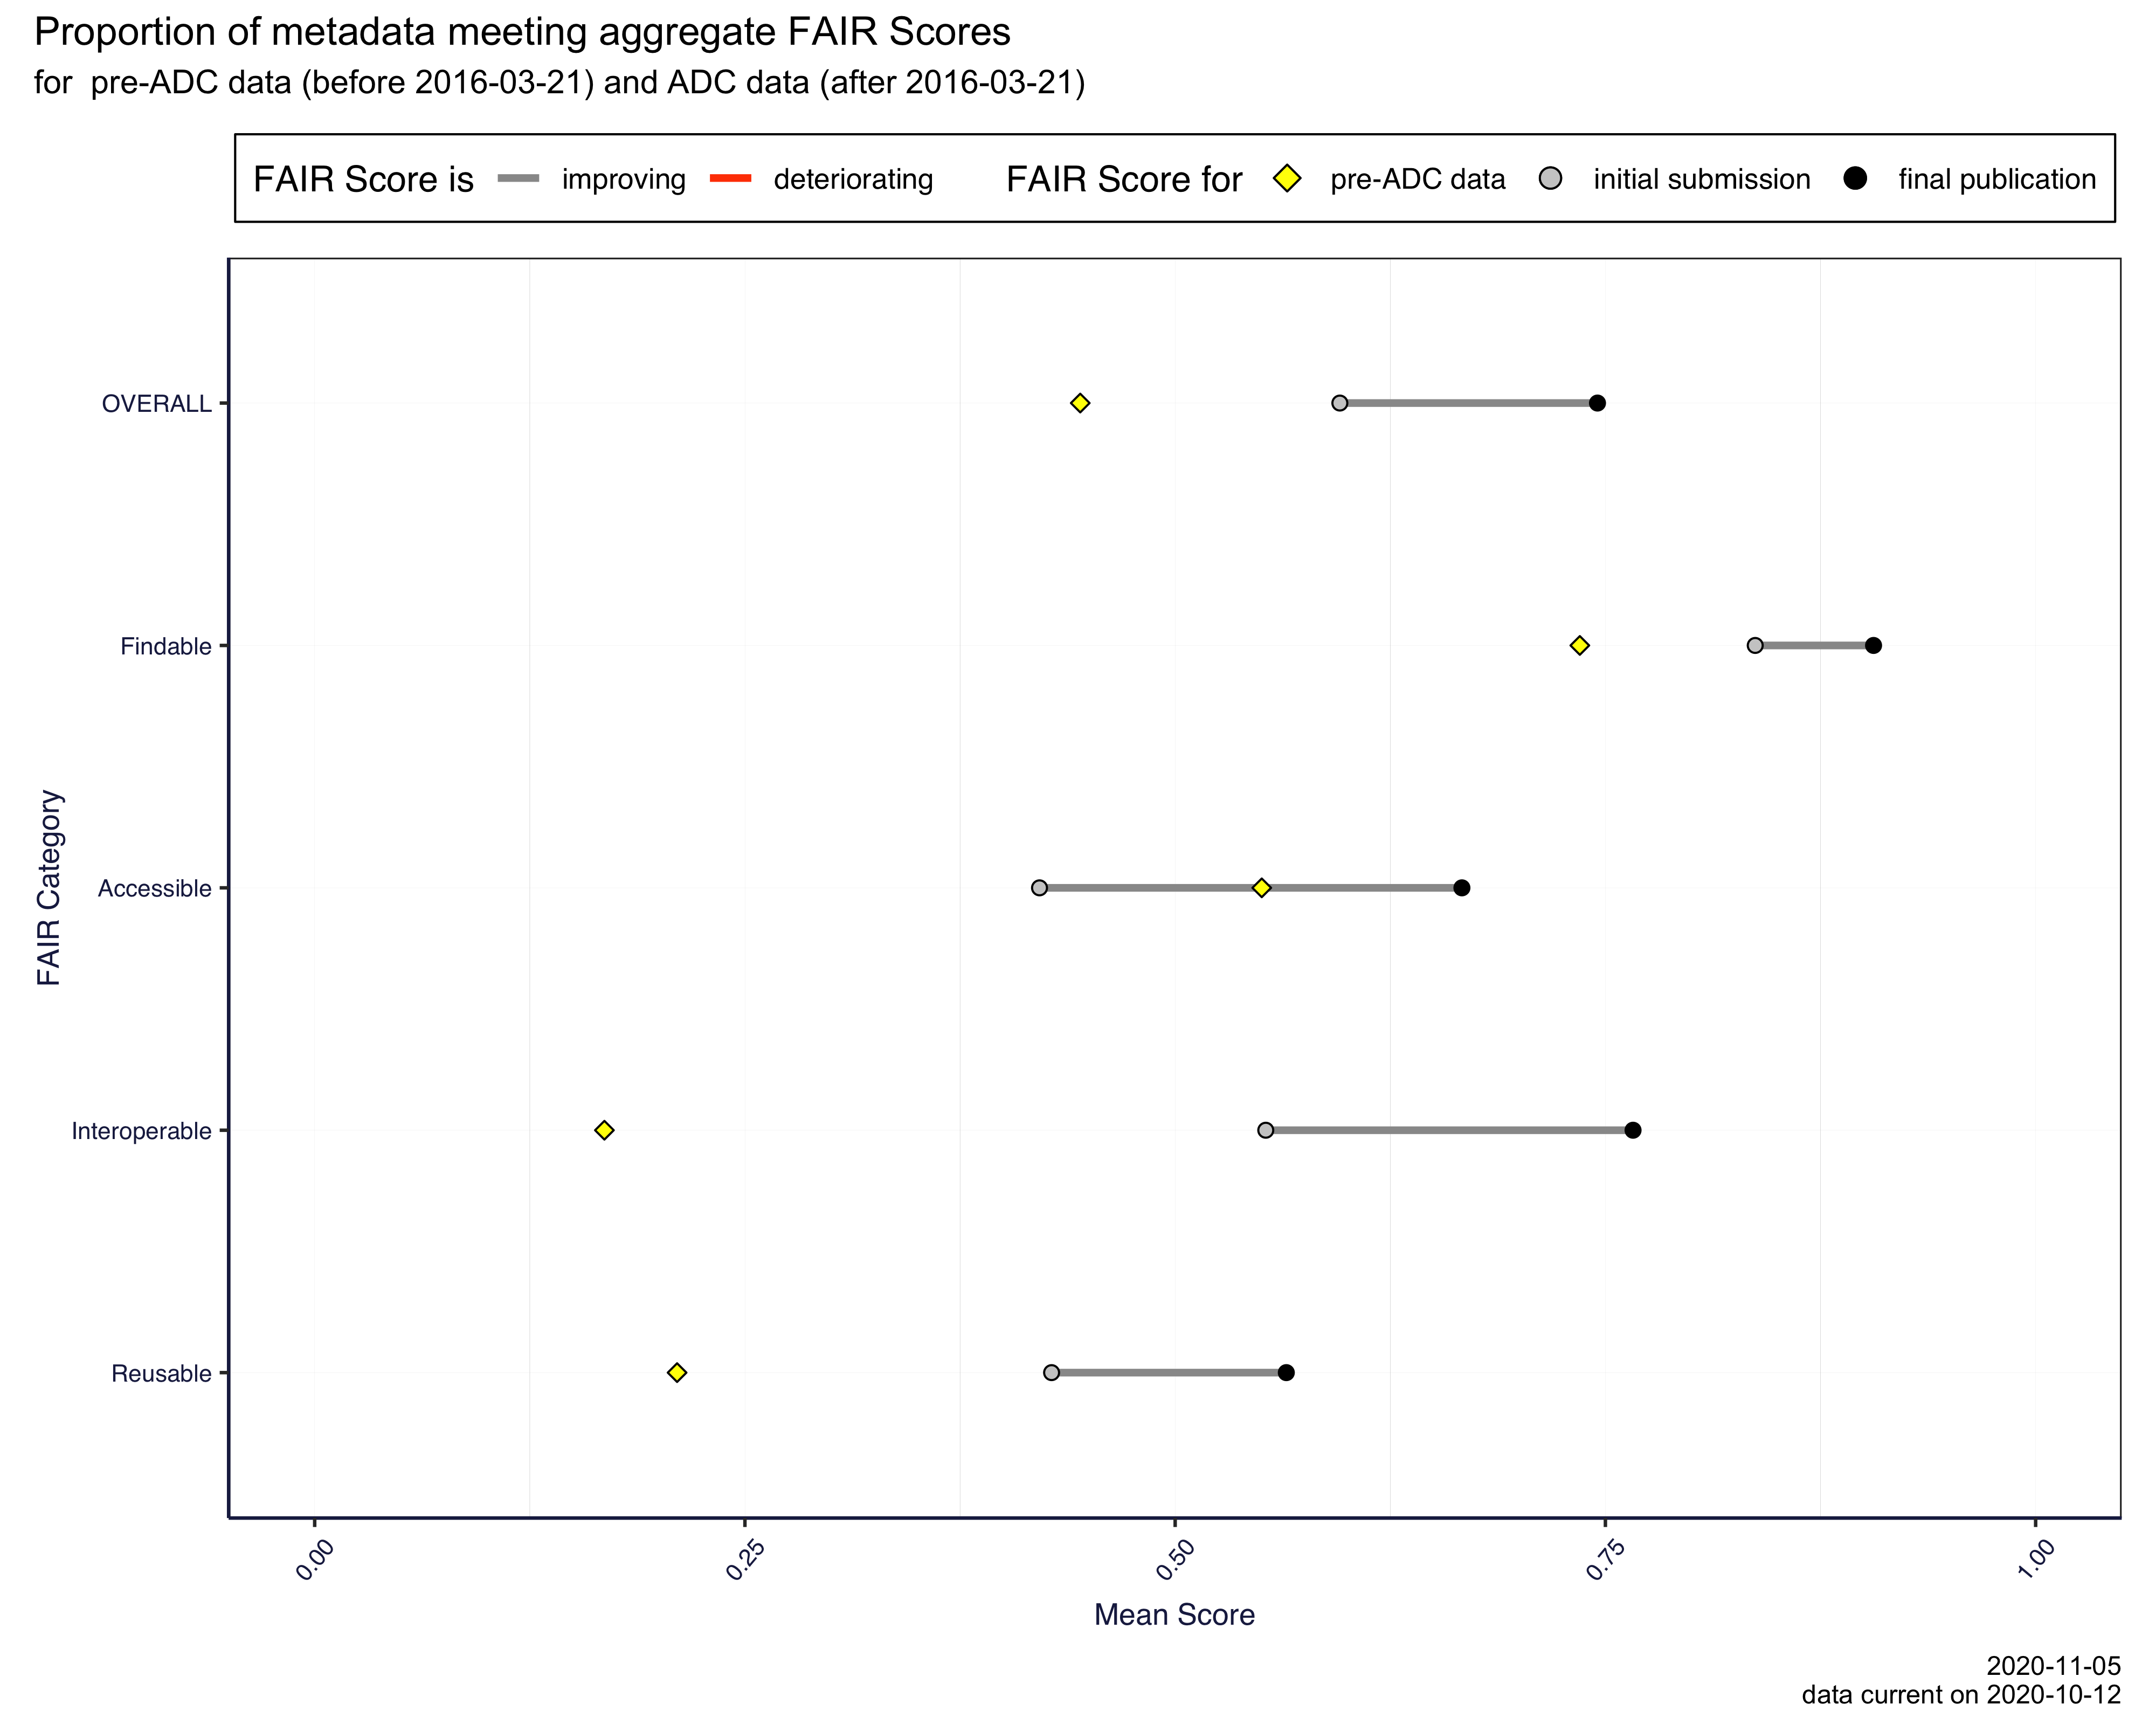 Proportion of metadata meeting aggregate FAIR Scores
for  pre-ADC data (before 2016-03-21) and ADC data (after 2016-03-21)
FAIR Score is improving deteriorating FAIR Score for pre-ADC data initial submission final publication
FAIR Category
OVERALL
Findable
Accessible
Interoperable
Reusable
0.00 0.25 0.50 0.75 1.00
Mean Score
2020-11-05
data current on 2020-10-12